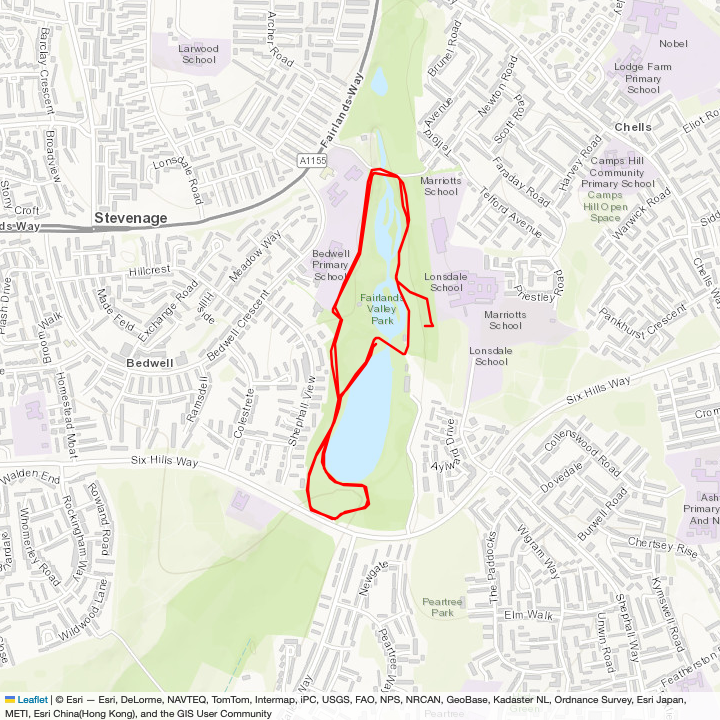 Nobel
Larwood
School
Archer Road
Brunel Road
Lodge Farm
Primary
School
Barclay Crescent
Fairlands-Way
Newton Road
Avenue
Scott Road
Telford
Eliot Ro
Chells
Broadview
Lonsdale Road
A1155
Camps Hill
Community
Primary School
Camps
Hill Open
Space
Harvey Road
Faraday Road
Marriotts
School
Telford Avenue
Warwick Road
Side
Stony
Croft
ds-Way
Stevenage
Meadow Way
Bedwell
Primary
School
Hillcrest
Hillside
Lonsdale
School
Priestley
Road
Chells Way
Plash Drive
Made Feld
Exchange Road
Bedwell Crescent
Fairlands
Valley
Park
Marriotts
School
Pankhurst Crescent
Walk
Broom
Bedwell
Lonsdale
School
Six Hills Way
Homestead Moat
Ramsdell
Colestrete
Shephall View
Crom
Collenswood Road
Drive
Six Hills Way
Dovedale
Walden End
Ash
Primary
And N
Rowland Road
Rockingham Way
Whomerley Road
Burwell Road
Chertsey Rise
Wigram Way
The Paddocks
Newgate
Wildwood Lane
Kymswell Road
Shephall Way
Peartree
Park
Elm Walk
Unwin Road
Peartree Way
Close
Featherston
Way
Green
Leaflet | © Esri — Esri, DeLorme, NAVTEQ, TomTom, Intermap, iPC, USGS, FAO, NPS, NRCAN, GeoBase, Kadaster NL, Ordnance Survey, Esri Japan,
METI, Esri China(Hong Kong), and the GIS User Community